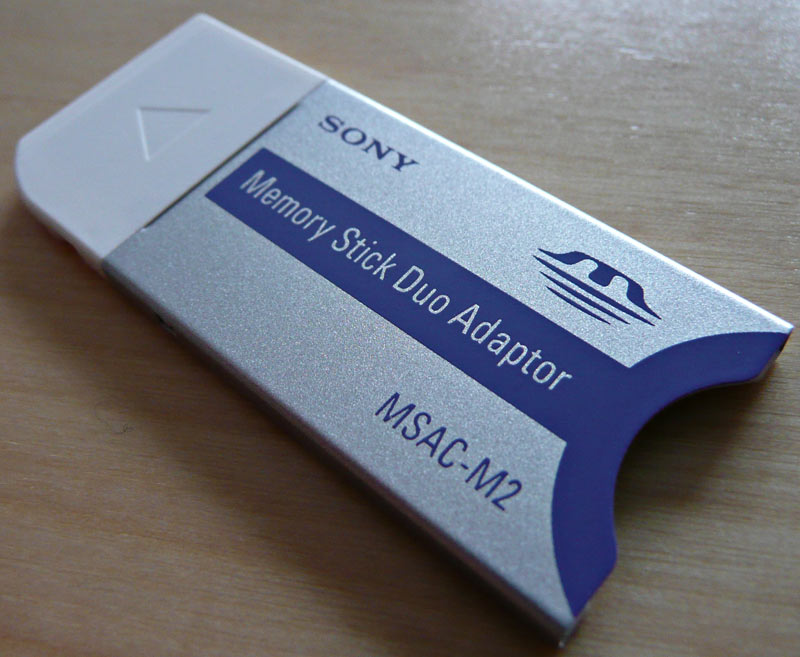 SONY
Memory Stick Duo Adaptor
MSAC-M2